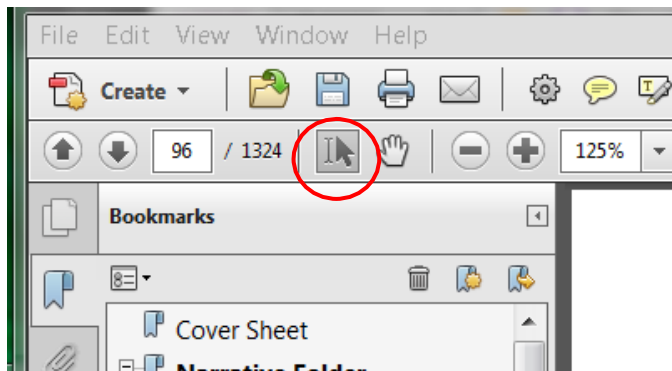 File Edit View Window Help
Create
96 / 1324 125%
Bookmarks
Cover Sheet
Narrative Folder